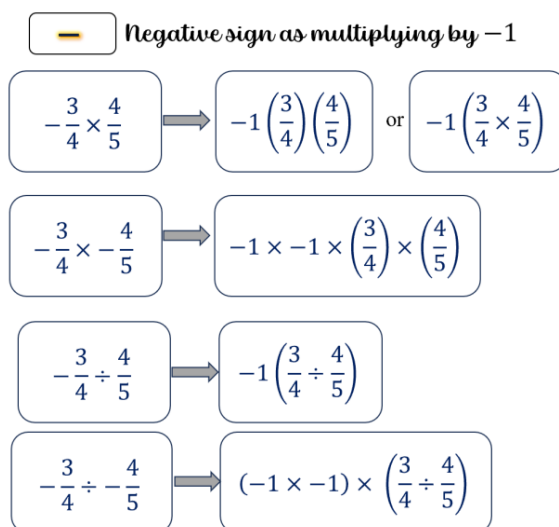 − Negative sign as multiplying by −1
−3/4 × 4/5 −1(3/4)(4/5) or −1(3/4 × 4/5)
−3/4 × −4/5 −1 × −1 × (3/4) × (4/5)
−3/4 ÷ 4/5 −1(3/4 ÷ 4/5)
−3/4 ÷ −4/5 (−1 × −1) × (3/4 ÷ 4/5)